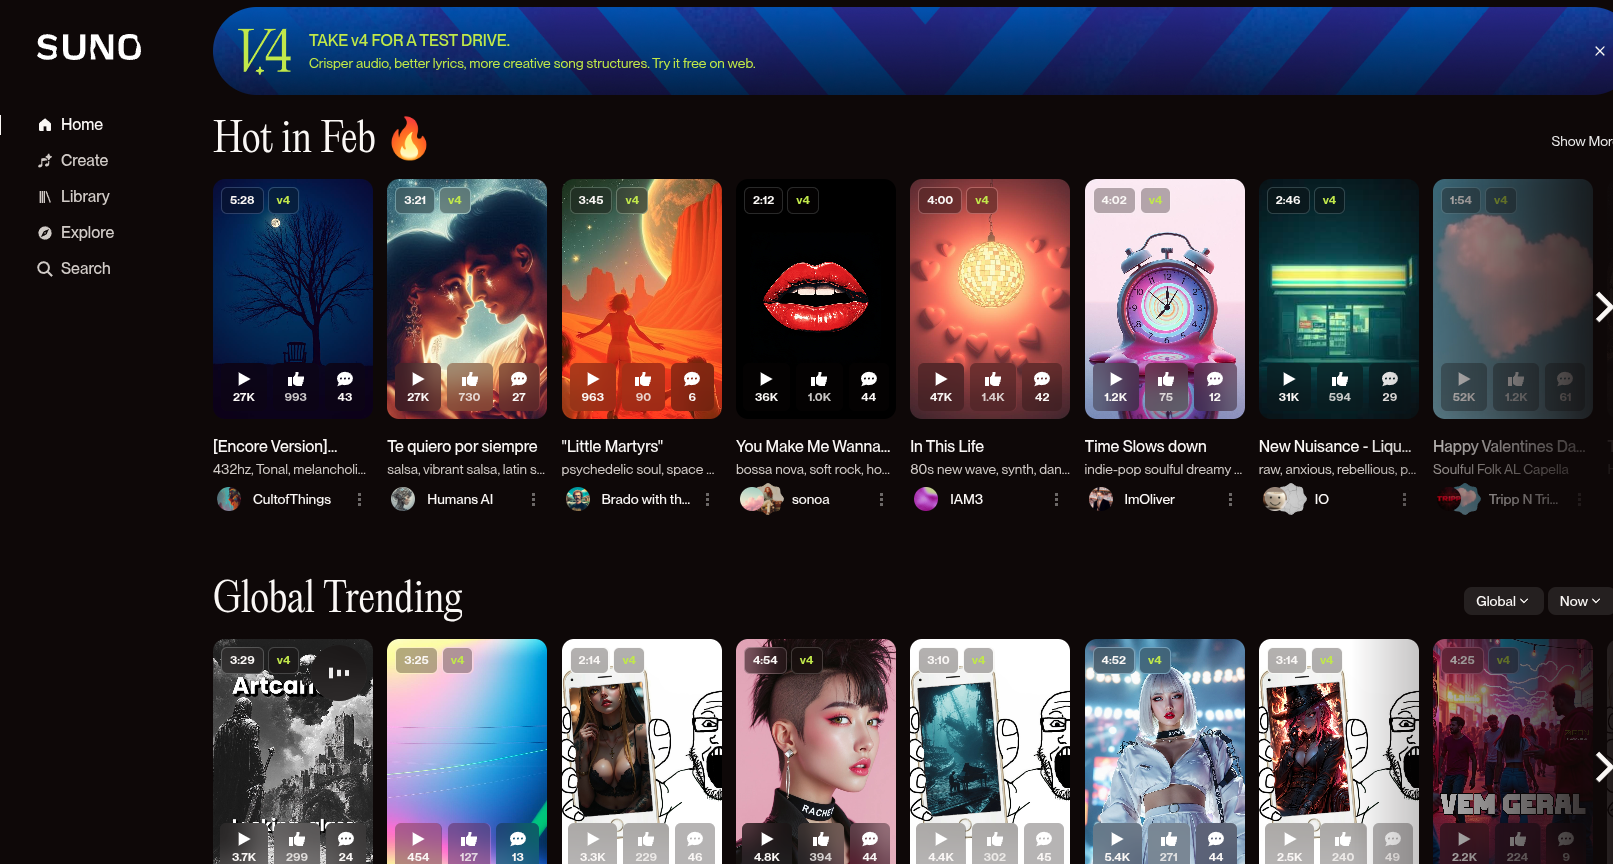 SUNO
V4
TAKE v4 FOR A TEST DRIVE.
Crisper audio, better lyrics, more creative song structures. Try it free on web.
Home
Create
Library
Explore
Search
Hot in Feb 🔥
Show More
5:28 v4
27K 993 43
[Encore Version]...
432hz, Tonal, melancholi...
CultofThings
3:21 v4
27K 730 27
Te quiero por siempre
salsa, vibrant salsa, latin s...
Humans AI
3:45 v4
963 90 6
"Little Martyrs"
psychedelic soul, space ...
Brado with th...
2:12 v4
36K 1.0K 44
You Make Me Wanna...
bossa nova, soft rock, ho...
sonoa
4:00 v4
47K 1.4K 42
In This Life
80s new wave, synth, dan...
IAM3
4:02 v4
1.2K 75 12
Time Slows down
indie-pop soulful dreamy ...
ImOliver
2:46 v4
31K 594 29
New Nuisance - Liqu...
raw, anxious, rebellious, p...
IO
1:54 v4
52K 1.2K 61
Happy Valentines Da...
Soulful Folk AL Capella
TRIPP
Tripp N Tri...
Global Trending
Global
Now
3:29 v4
Artcan
3.7K 299 24
3:25 v4
454 127 13
2:14 v4
3.3K 229 46
4:54 v4
RACHEL
4.8K 394 44
3:10 v4
4.4K 302 45
4:52 v4
5.4K 271 44
3:14 v4
2.5K 240 49
4:25 v4
VEM GERAL
2.2K 224 9